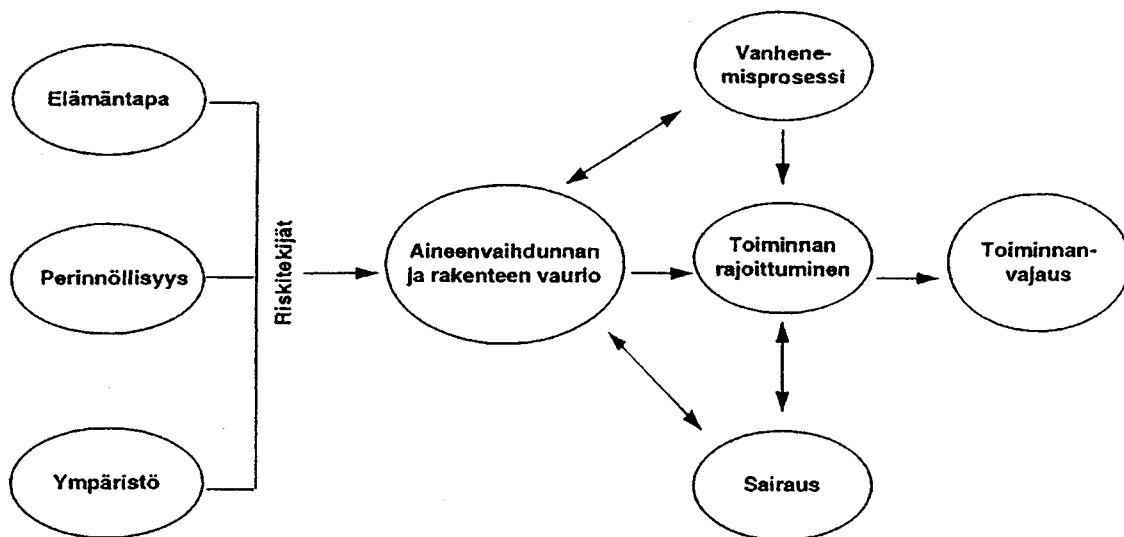 Elämäntapa
Perinnöllisyys
Ympäristö
Riskitekijät
Aineenvaihdunnan
ja rakenteen vaurio
Vanhene-
misprosessi
Toiminnan
rajoittuminen
Sairaus
Toiminnan-
vajaus